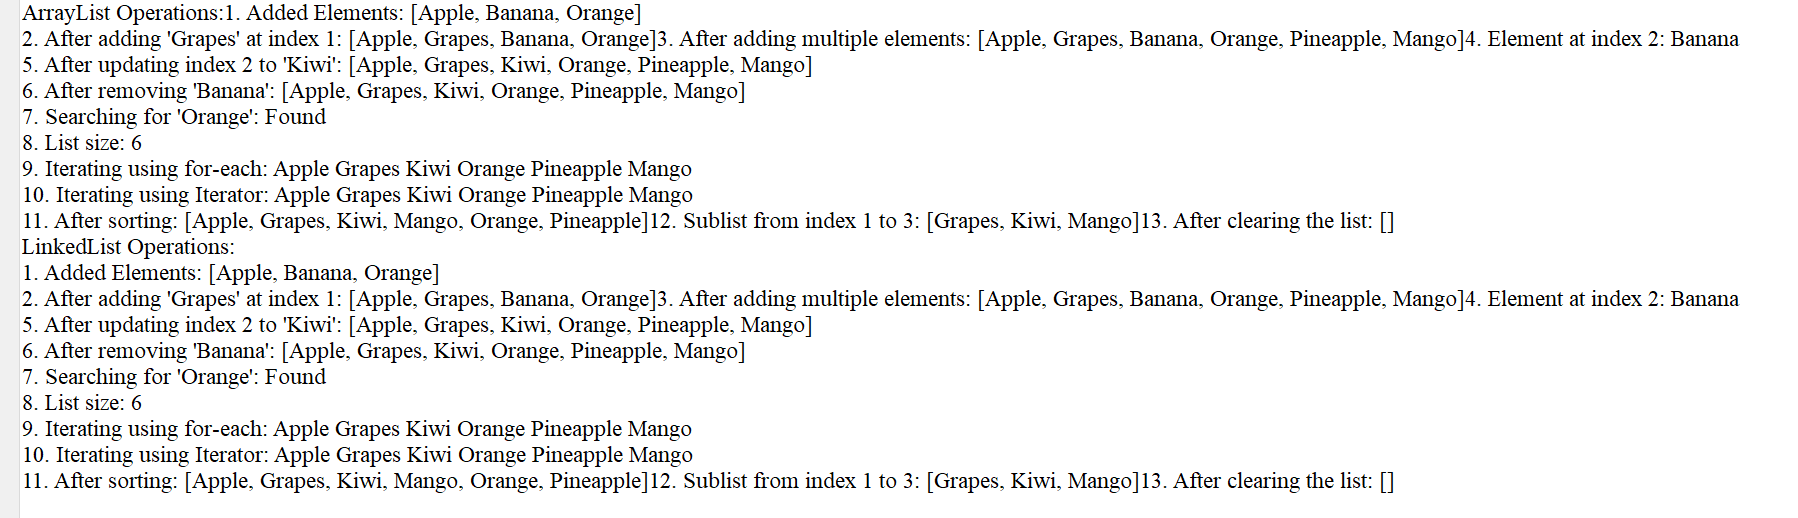 ArrayList Operations:1. Added Elements: [Apple, Banana, Orange]
2. After adding 'Grapes' at index 1: [Apple, Grapes, Banana, Orange]3. After adding multiple elements: [Apple, Grapes, Banana, Orange, Pineapple, Mango]4. Element at index 2: Banana
5. After updating index 2 to 'Kiwi': [Apple, Grapes, Kiwi, Orange, Pineapple, Mango]
6. After removing 'Banana': [Apple, Grapes, Kiwi, Orange, Pineapple, Mango]
7. Searching for 'Orange': Found
8. List size: 6
9. Iterating using for-each: Apple Grapes Kiwi Orange Pineapple Mango
10. Iterating using Iterator: Apple Grapes Kiwi Orange Pineapple Mango
11. After sorting: [Apple, Grapes, Kiwi, Mango, Orange, Pineapple]12. Sublist from index 1 to 3: [Grapes, Kiwi, Mango]13. After clearing the list: []
LinkedList Operations:
1. Added Elements: [Apple, Banana, Orange]
2. After adding 'Grapes' at index 1: [Apple, Grapes, Banana, Orange]3. After adding multiple elements: [Apple, Grapes, Banana, Orange, Pineapple, Mango]4. Element at index 2: Banana
5. After updating index 2 to 'Kiwi': [Apple, Grapes, Kiwi, Orange, Pineapple, Mango]
6. After removing 'Banana': [Apple, Grapes, Kiwi, Orange, Pineapple, Mango]
7. Searching for 'Orange': Found
8. List size: 6
9. Iterating using for-each: Apple Grapes Kiwi Orange Pineapple Mango
10. Iterating using Iterator: Apple Grapes Kiwi Orange Pineapple Mango
11. After sorting: [Apple, Grapes, Kiwi, Mango, Orange, Pineapple]12. Sublist from index 1 to 3: [Grapes, Kiwi, Mango]13. After clearing the list: []